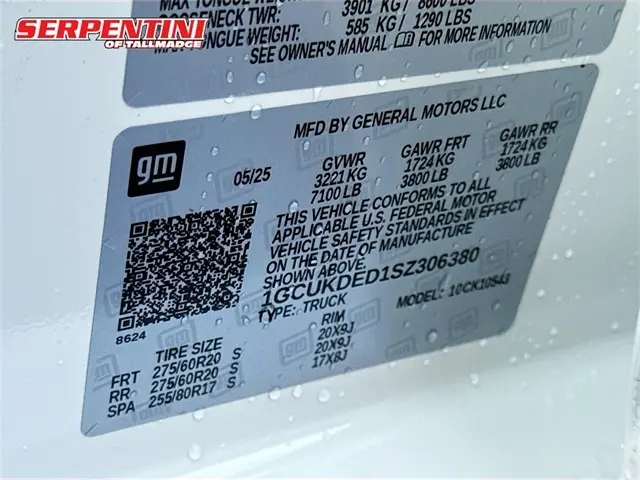 SERPENTINI
OF TALLMADGE
MAX TONGUE
3901 KG / 8600 LBS
TWR:
585 KG / 1290 LBS
MAX TONGUE WEIGHT:
SEE OWNER'S MANUAL FOR MORE INFORMATION
MFD BY GENERAL MOTORS LLC
gm
05/25
GVWR GAWR FRT GAWR RR
3221 KG 1724 KG 1724 KG
7100 LB 3800 LB 3800 LB
THIS VEHICLE CONFORMS TO ALL
APPLICABLE U.S. FEDERAL MOTOR
VEHICLE SAFETY STANDARDS IN EFFECT
ON THE DATE OF MANUFACTURE
SHOWN ABOVE.
1GCUKDED1SZ306380
TYPE: TRUCK MODEL: 10CK10543
8624
TIRE SIZE RIM
FRT 275/60R20 S 20X9J
RR 275/60R20 S 20X9J
SPA 255/80R17 S 17X8J